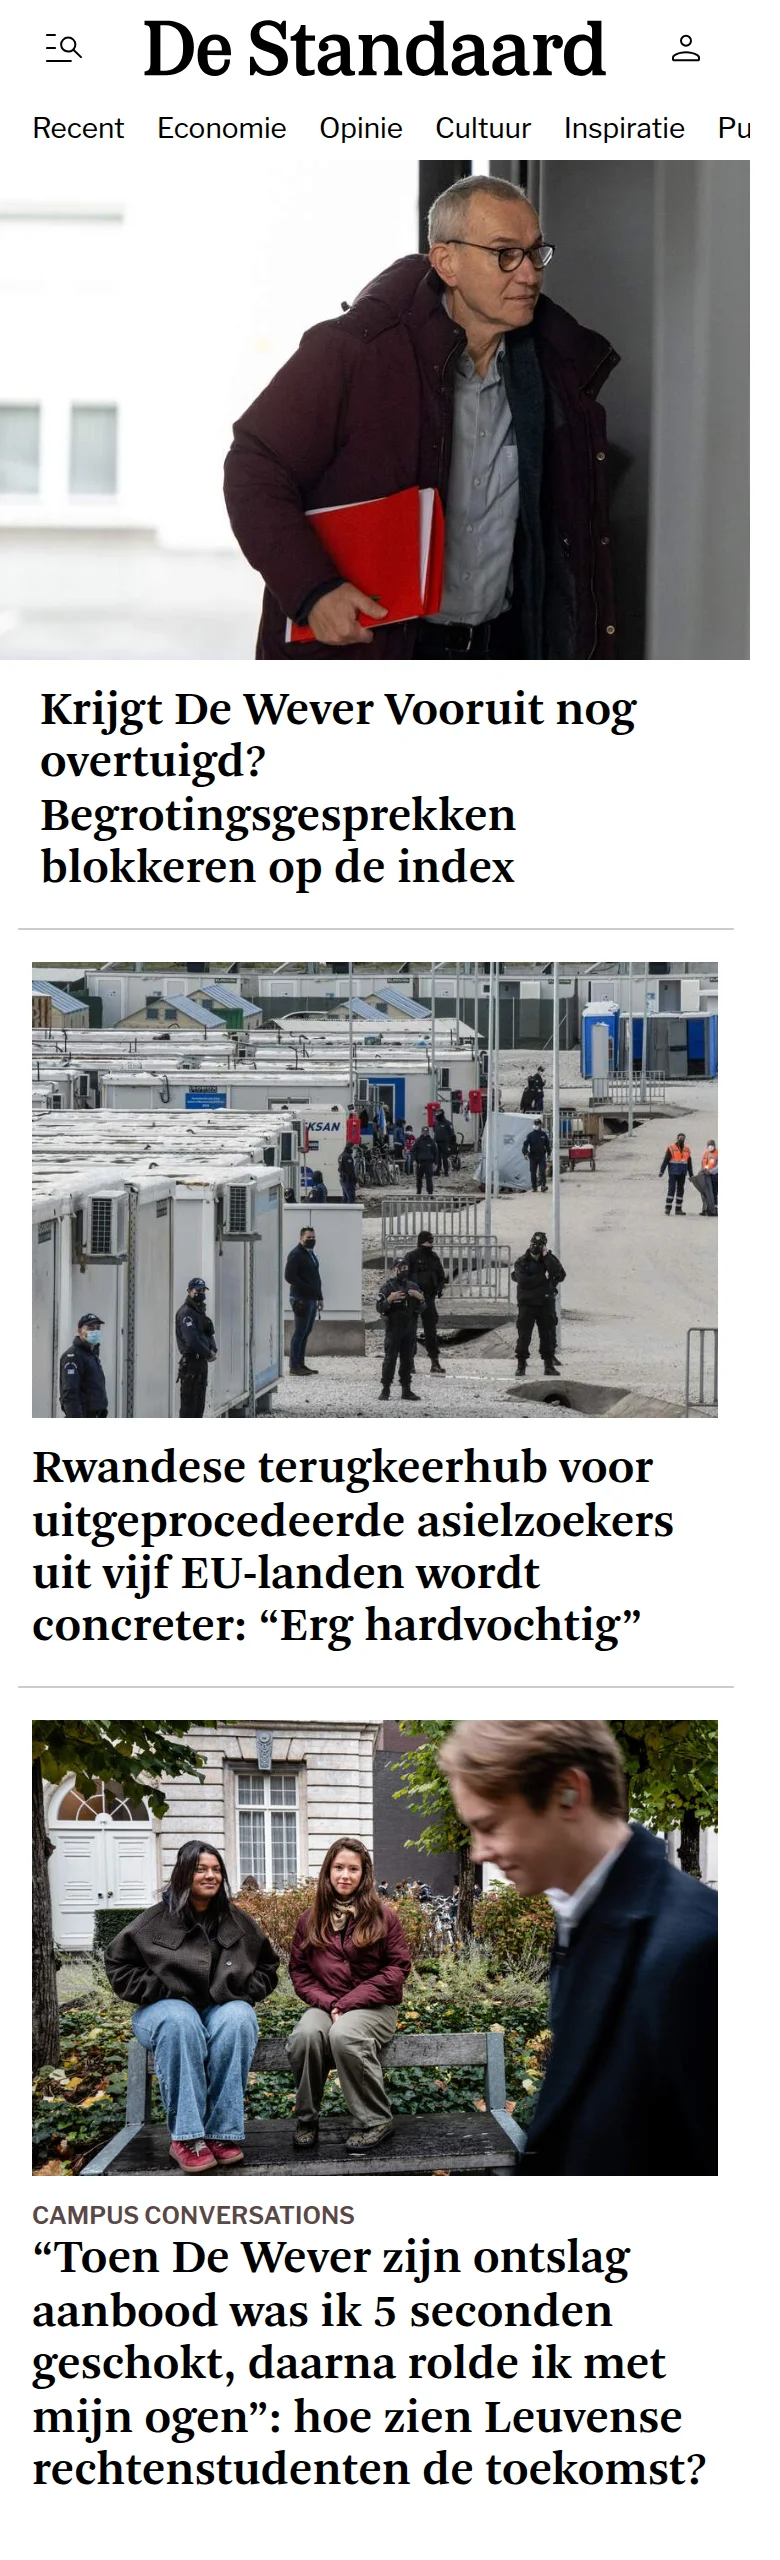 De Standaard
Recent Economie Opinie Cultuur Inspiratie Pu
Krijgt De Wever Vooruit nog
overtuigd?
Begrotingsgesprekken
blokkeren op de index
KSAN
Rwandese terugkeerhub voor
uitgeprocedeerde asielzoekers
uit vijf EU-landen wordt
concreter: “Erg hardvochtig”
CAMPUS CONVERSATIONS
“Toen De Wever zijn ontslag
aanbood was ik 5 seconden
geschokt, daarna rolde ik met
mijn ogen”: hoe zien Leuvense
rechtenstudenten de toekomst?